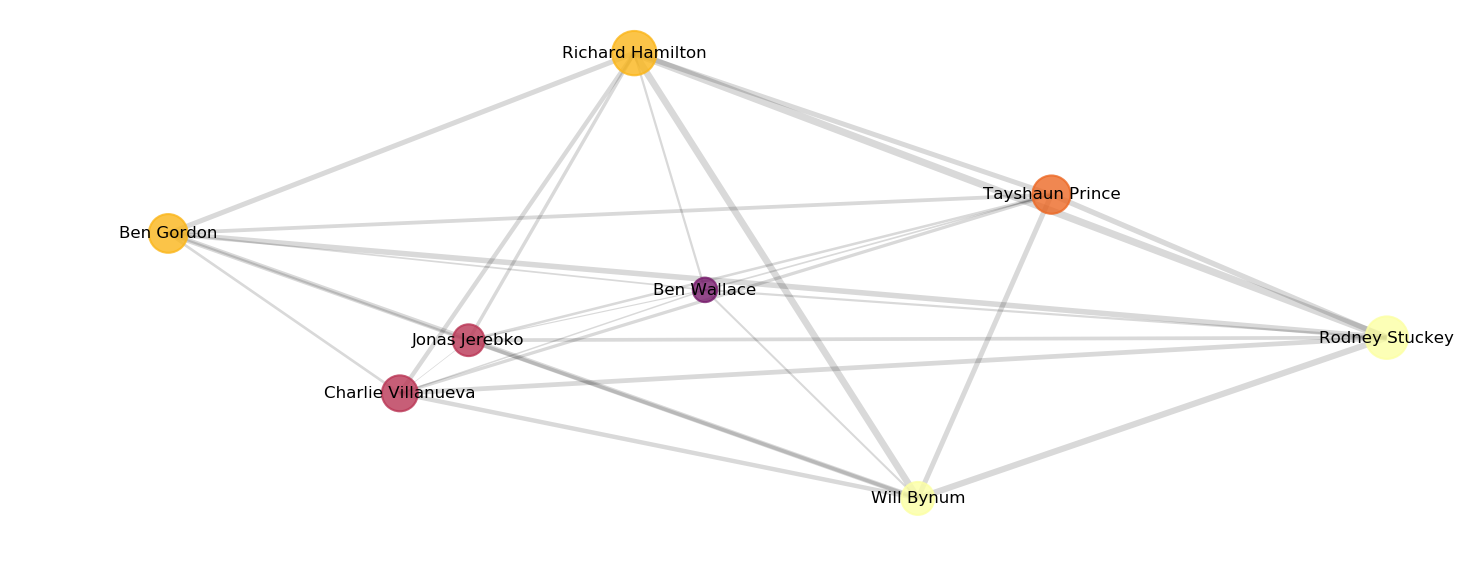 Richard Hamilton
Tayshaun Prince
Ben Gordon
Ben Wallace
Jonas Jerebko
Rodney Stuckey
Charlie Villanueva
Will Bynum